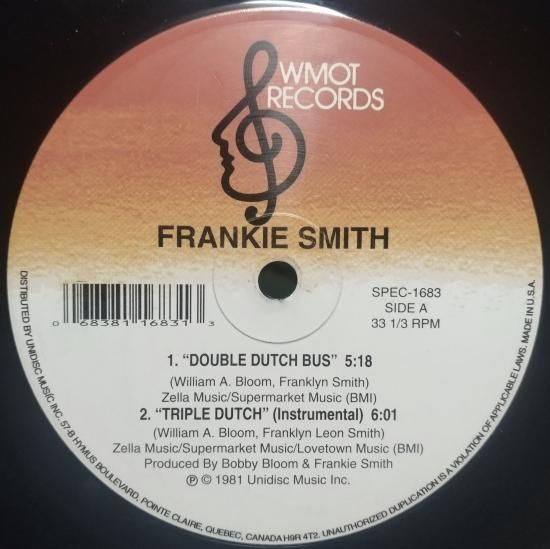 WMOT
RECORDS
FRANKIE SMITH
0 68381 16831 3
SPEC-1683
SIDE A
33 1/3 RPM
1. “DOUBLE DUTCH BUS” 5:18
(William A. Bloom, Franklyn Smith)
Zella Music/Supermarket Music (BMI)
2. “TRIPLE DUTCH” (Instrumental) 6:01
(William A. Bloom, Franklyn Leon Smith)
Zella Music/Supermarket Music/Lovetown Music (BMI)
Produced By Bobby Bloom & Frankie Smith
℗ © 1981 Unidisc Music Inc.
DISTRIBUTED BY UNIDISC MUSIC INC. 57-B HYMUS BOULEVARD, POINTE CLAIRE, QUEBEC, CANADA H9R 4T2. UNAUTHORIZED DUPLICATION IS A VIOLATION OF APPLICABLE LAWS. MADE IN U.S.A.